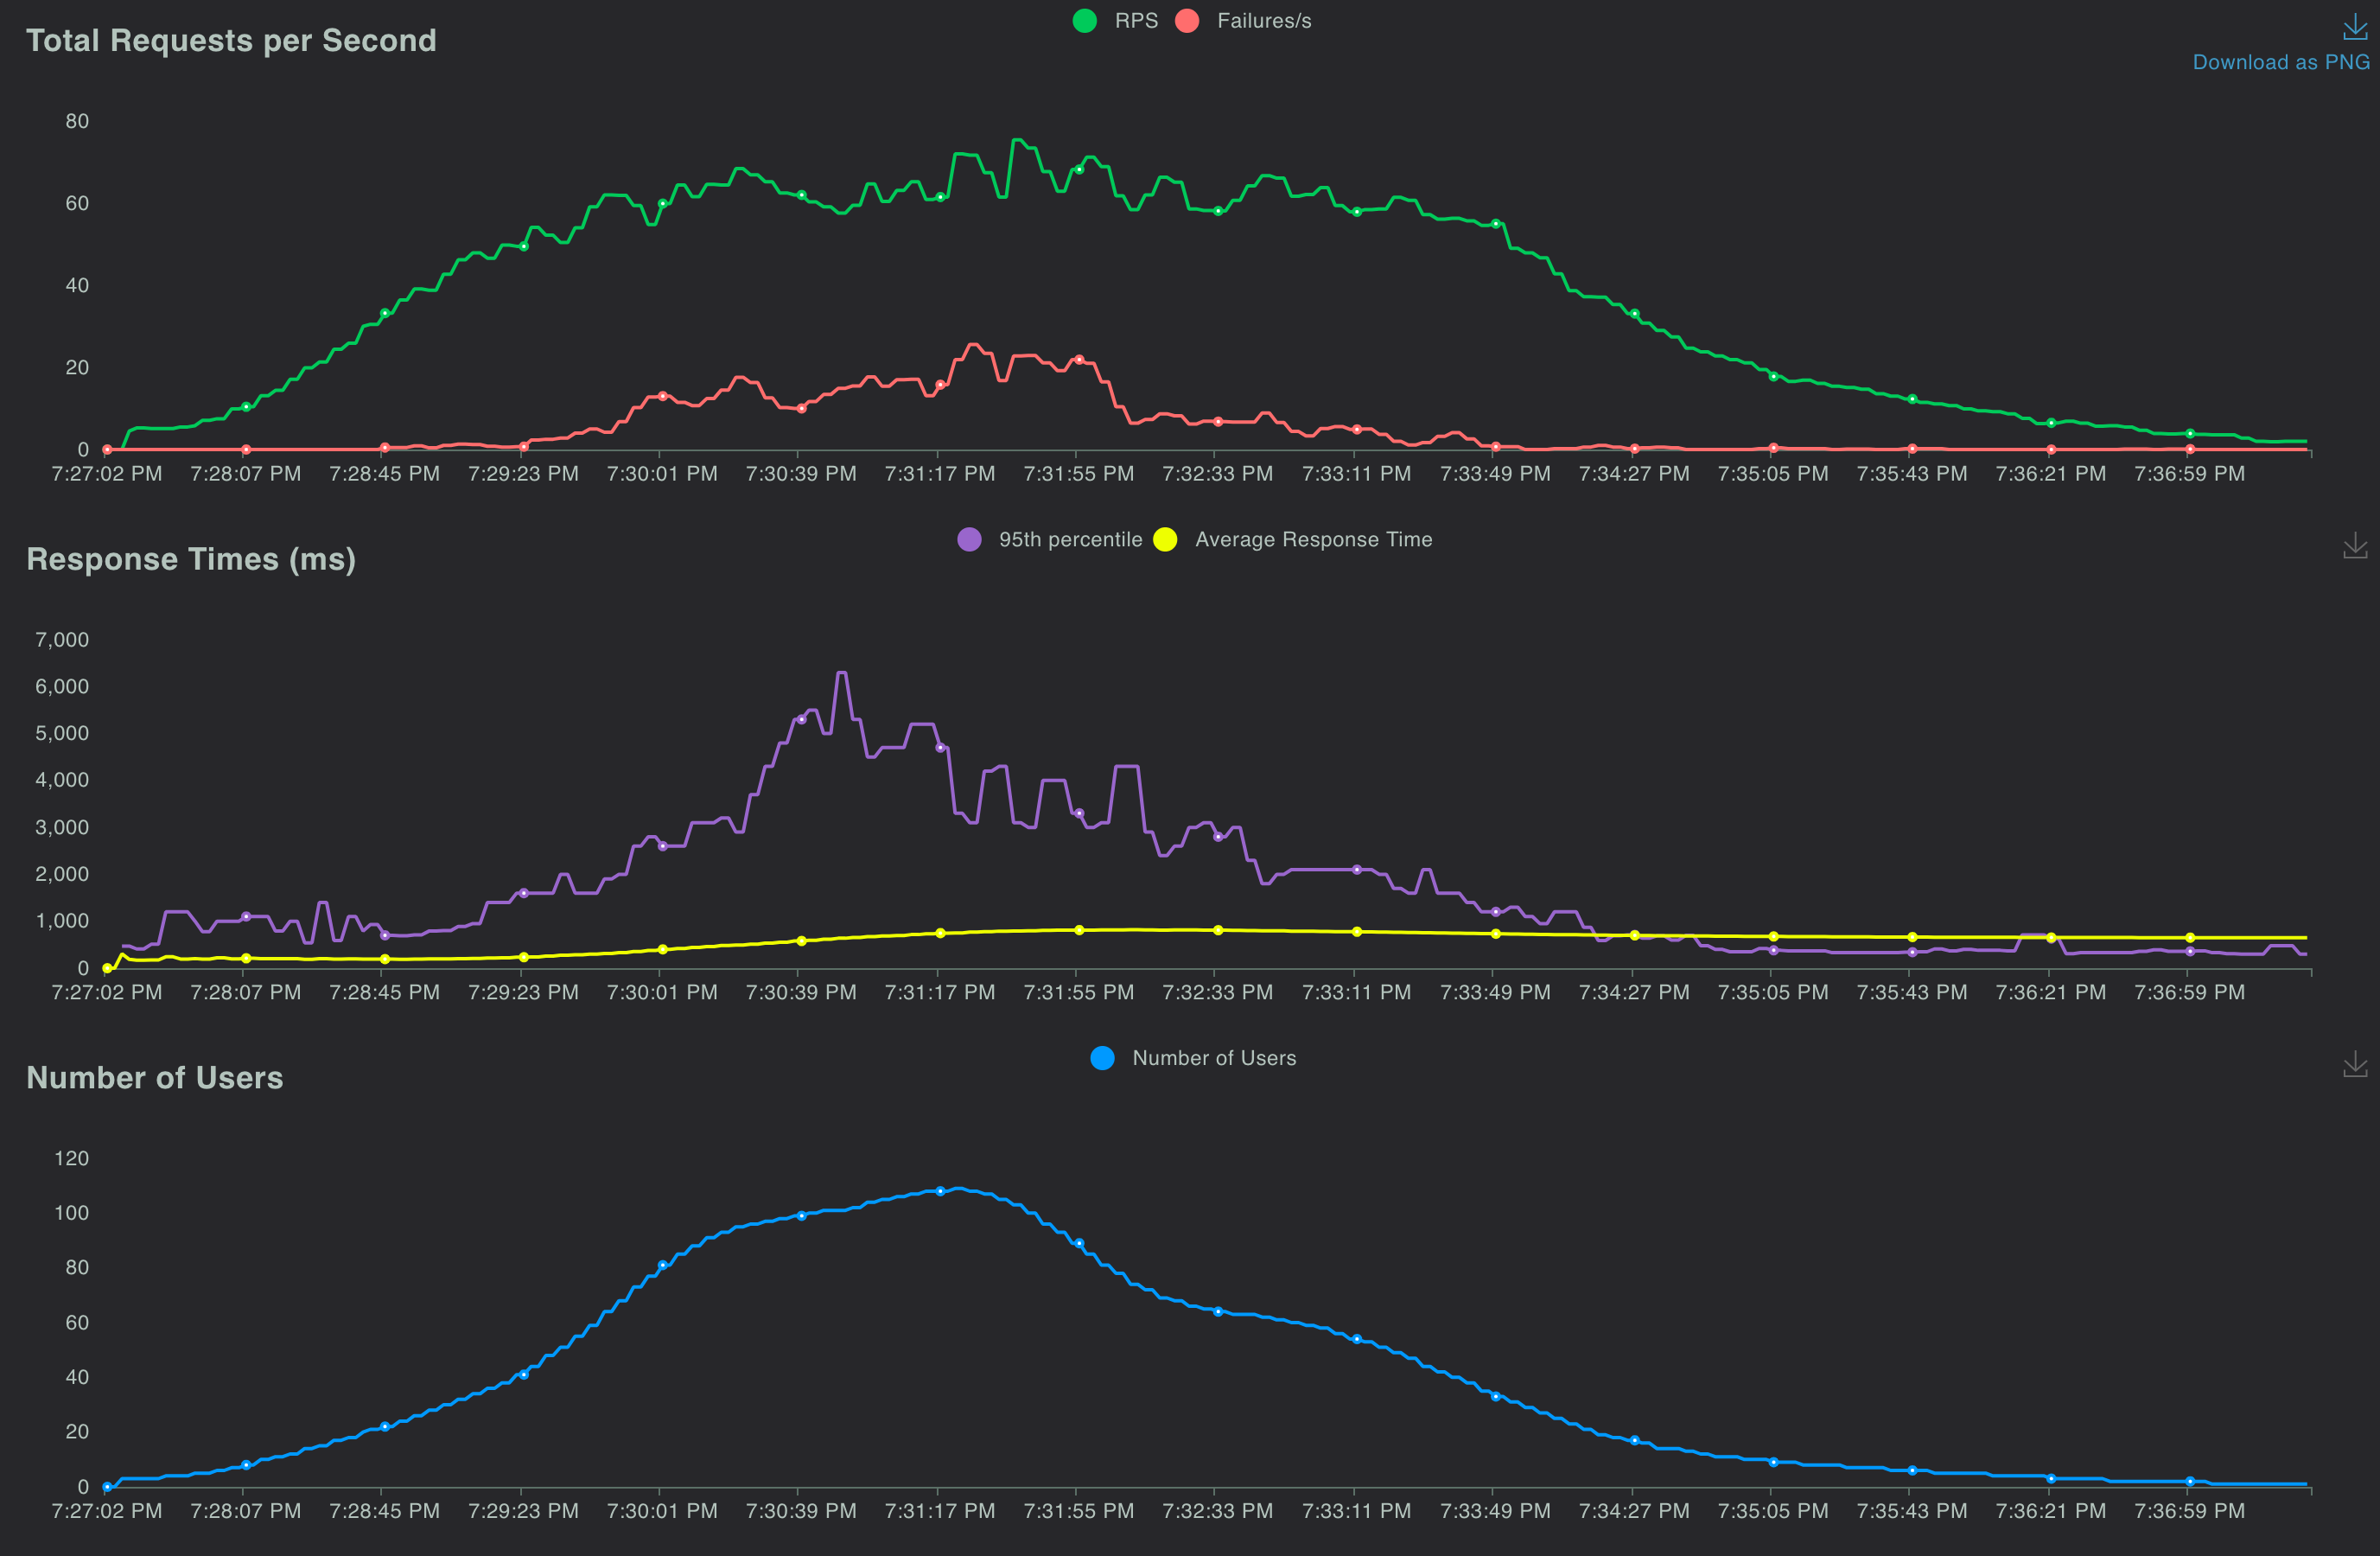 RPS Failures/s
Total Requests per Second
Download as PNG
80
60
40
20
0
7:27:02 PM 7:28:07 PM 7:28:45 PM 7:29:23 PM 7:30:01 PM 7:30:39 PM 7:31:17 PM 7:31:55 PM 7:32:33 PM 7:33:11 PM 7:33:49 PM 7:34:27 PM 7:35:05 PM 7:35:43 PM 7:36:21 PM 7:36:59 PM
95th percentile Average Response Time
Response Times (ms)
7,000
6,000
5,000
4,000
3,000
2,000
1,000
0
7:27:02 PM 7:28:07 PM 7:28:45 PM 7:29:23 PM 7:30:01 PM 7:30:39 PM 7:31:17 PM 7:31:55 PM 7:32:33 PM 7:33:11 PM 7:33:49 PM 7:34:27 PM 7:35:05 PM 7:35:43 PM 7:36:21 PM 7:36:59 PM
Number of Users
Number of Users
120
100
80
60
40
20
0
7:27:02 PM 7:28:07 PM 7:28:45 PM 7:29:23 PM 7:30:01 PM 7:30:39 PM 7:31:17 PM 7:31:55 PM 7:32:33 PM 7:33:11 PM 7:33:49 PM 7:34:27 PM 7:35:05 PM 7:35:43 PM 7:36:21 PM 7:36:59 PM